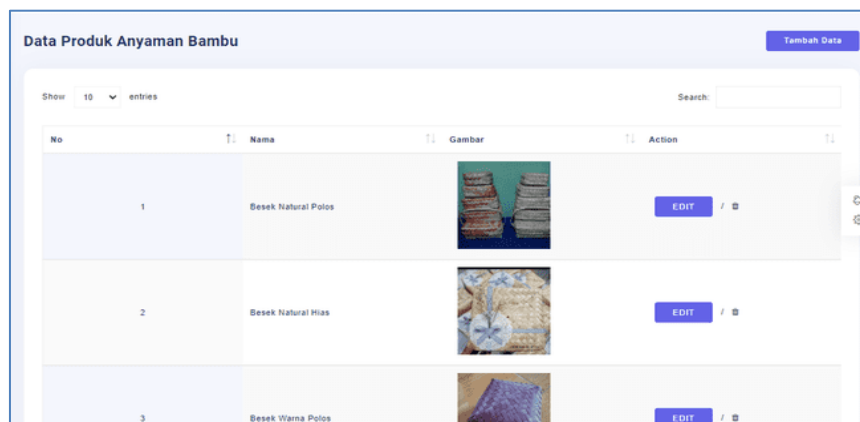 Data Produk Anyaman Bambu
Tambah Data
Show 10 entries
Search:
No Nama Gambar Action
1 Besek Natural Polos EDIT /
2 Besek Natural Hias EDIT /
3 Besek Warna Polos EDIT /